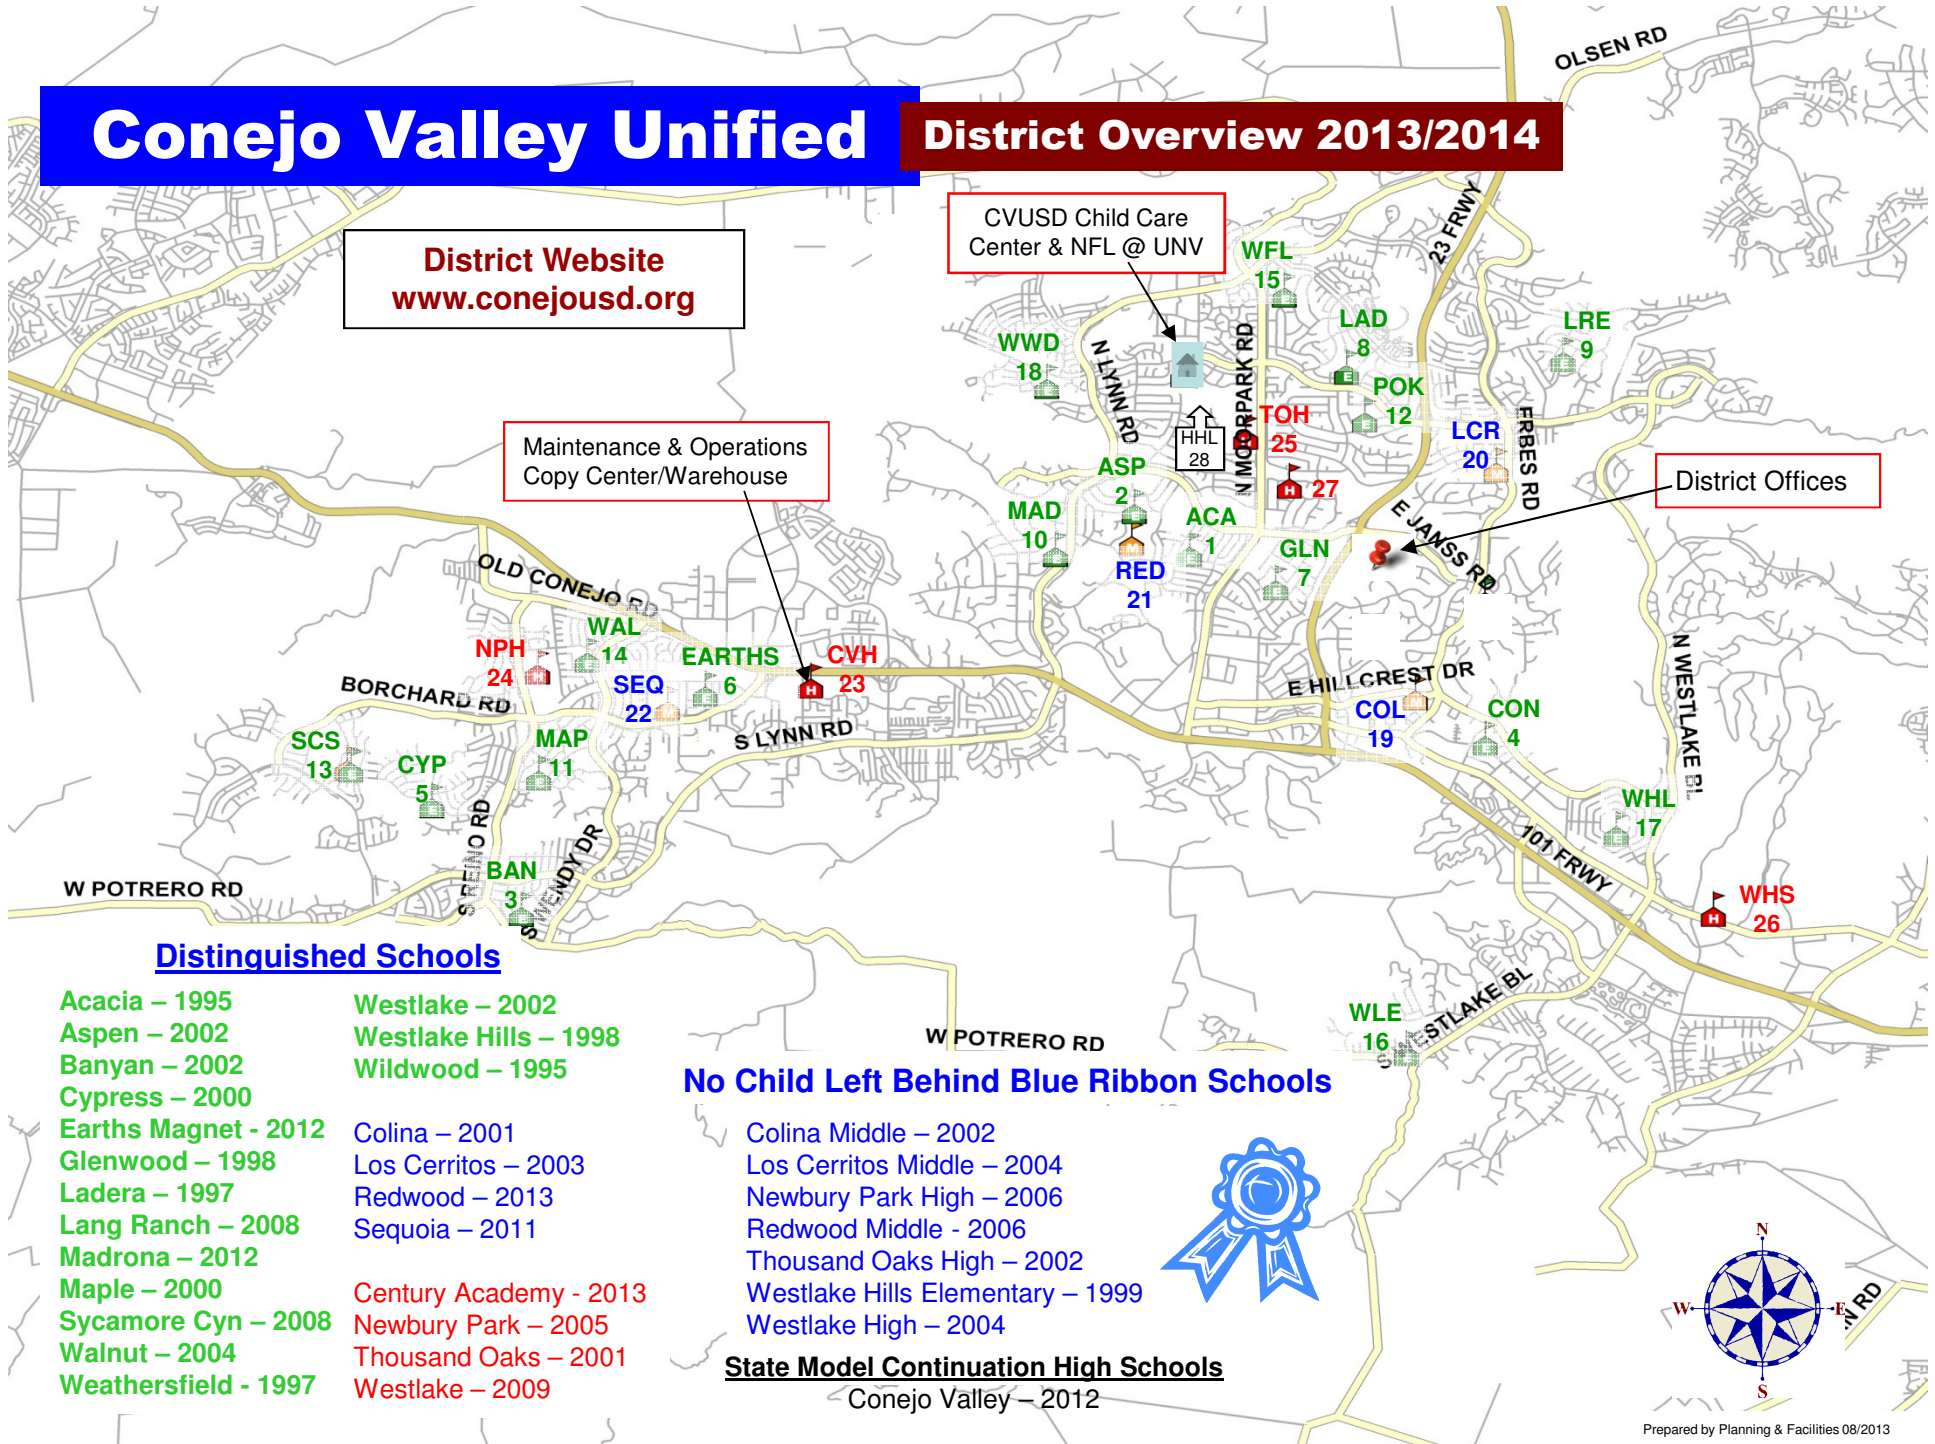 Conejo Valley Unified
District Overview 2013/2014
OLSEN RD
23 FRWY
District Website
www.conejousd.org
CVUSD Child Care
Center & NFL @ UNV
WFL
15
LAD
8
LRE
9
WWD
18
N LYNN RD
N MOORPARK RD
POK
12
TOH
25
HHL
28
LCR
20
ERBES RD
27
Maintenance & Operations
Copy Center/Warehouse
District Offices
ASP
2
MAD
10
ACA
1
GLN
7
RED
21
E JANSS RD
OLD CONEJO RD
WAL
14
NPH
24
EARTHS
6
CVH
23
SEQ
22
BORCHARD RD
S LYNN RD
E HILLCREST DR
COL
19
CON
4
N WESTLAKE BL
SCS
13
CYP
5
MAP
11
WHL
17
BAN
3
W POTRERO RD
101 FRWY
WHS
26
WLE
16
W POTRERO RD
Distinguished Schools
Acacia – 1995
Aspen – 2002
Banyan – 2002
Cypress – 2000
Earths Magnet - 2012
Glenwood – 1998
Ladera – 1997
Lang Ranch – 2008
Madrona – 2012
Maple – 2000
Sycamore Cyn – 2008
Walnut – 2004
Weathersfield - 1997
Westlake – 2002
Westlake Hills – 1998
Wildwood – 1995
Colina – 2001
Los Cerritos – 2003
Redwood – 2013
Sequoia – 2011
Century Academy - 2013
Newbury Park – 2005
Thousand Oaks – 2001
Westlake – 2009
No Child Left Behind Blue Ribbon Schools
Colina Middle – 2002
Los Cerritos Middle – 2004
Newbury Park High – 2006
Redwood Middle - 2006
Thousand Oaks High – 2002
Westlake Hills Elementary – 1999
Westlake High – 2004
State Model Continuation High Schools
Conejo Valley – 2012
N
W
E
S
Prepared by Planning & Facilities 08/2013